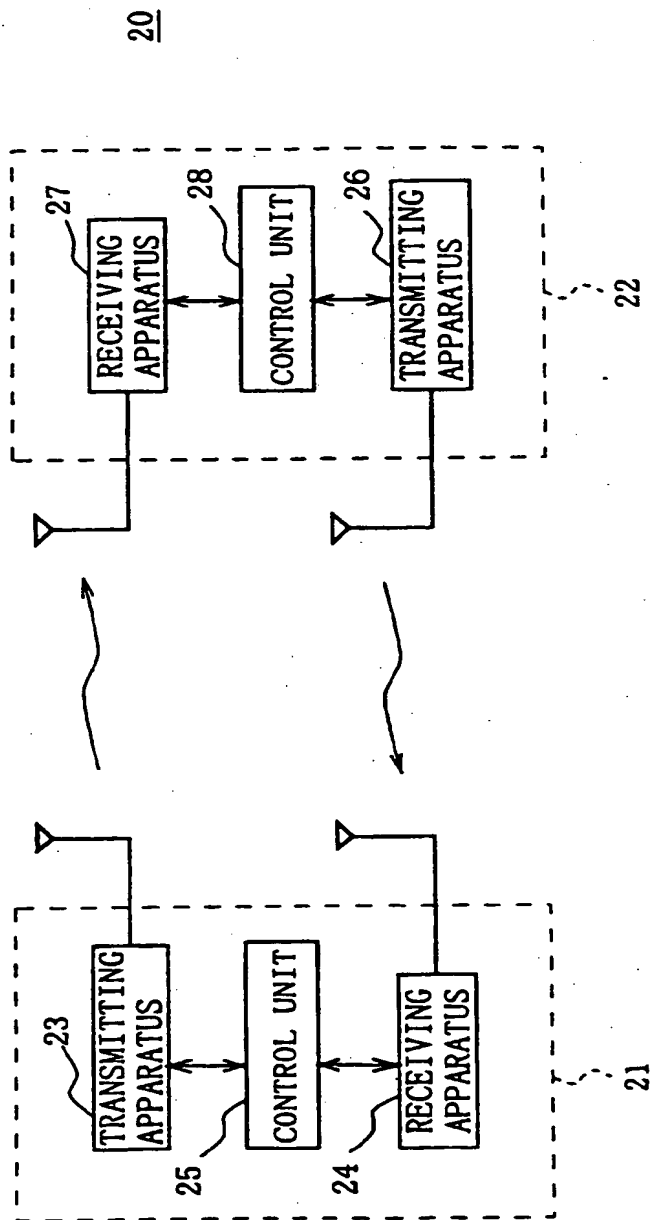 20
23
TRANSMITTING
APPARATUS
25
CONTROL UNIT
24
RECEIVING
APPARATUS
21
27
RECEIVING
APPARATUS
28
CONTROL UNIT
26
TRANSMITTING
APPARATUS
22